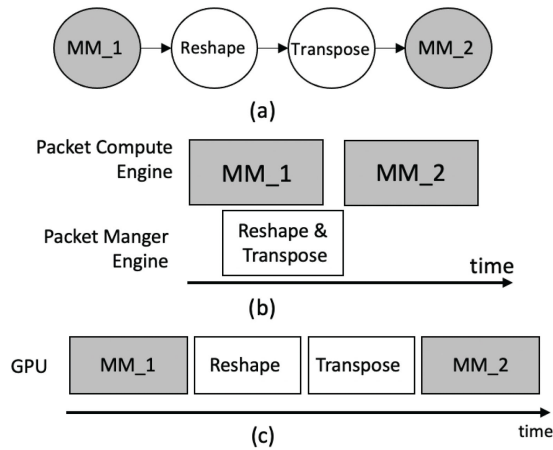 MM_1 Reshape Transpose MM_2
(a)
Packet Compute
Engine
MM_1 MM_2
Packet Manger
Engine
Reshape &
Transpose
time
(b)
GPU MM_1 Reshape Transpose MM_2
time
(c)